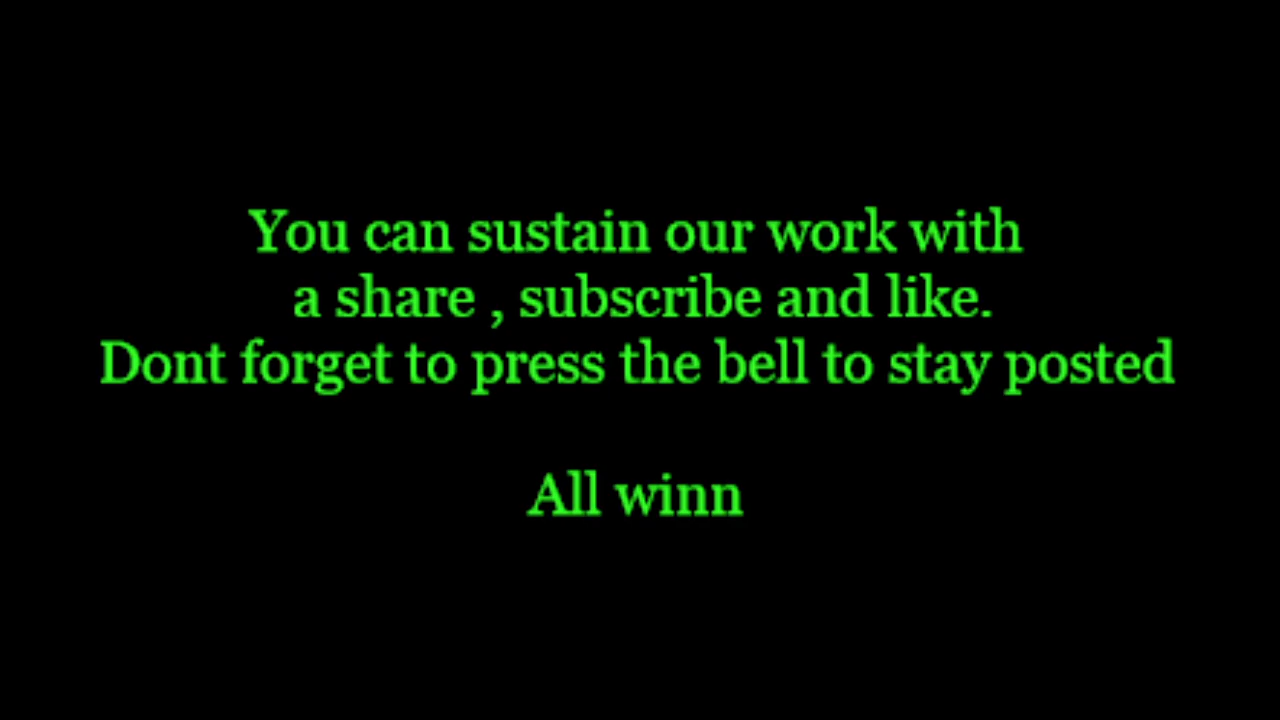 You can sustain our work with
a share , subscribe and like.
Dont forget to press the bell to stay posted
All winn